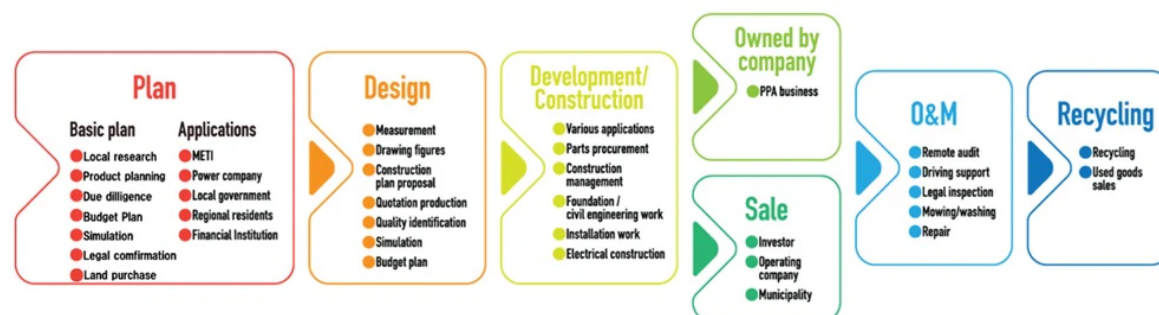 Plan
Basic plan
Local research
Product planning
Due dilligence
Budget Plan
Simulation
Legal comfirmation
Land purchase
Applications
METI
Power company
Local government
Regional residents
Financial Institution
Design
Measurement
Drawing figures
Construction
plan proposal
Quotation production
Quality identification
Simulation
Budget plan
Development/
Construction
Various applications
Parts procurement
Construction
management
Foundation /
civil engineering work
Installation work
Electrical construction
Owned by
company
PPA business
Sale
Investor
Operating
company
Municipality
O&M
Remote audit
Driving support
Legal inspection
Mowing/washing
Repair
Recycling
Recycling
Used goods
sales